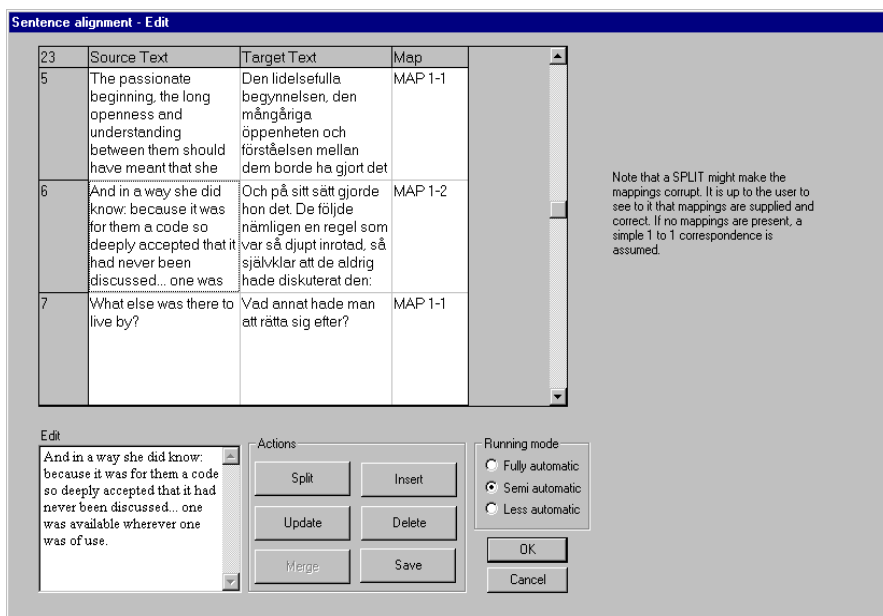 Sentence alignment - Edit
23 Source Text Target Text Map
5 The passionate Den lidelsefulla MAP 1-1
beginning, the long begynnelsen, den
openness and mångåriga
understanding öppenheten och
between them should förståelsen mellan
have meant that she dem borde ha gjort det
6 And in a way she did Och på sitt sätt gjorde MAP 1-2
know: because it was hon det. De följde
for them a code so nämligen en regel som
deeply accepted that it var så djupt inrotad, så
had never been självklar att de aldrig
discussed... one was hade diskuterat den:
7 What else was there to Vad annat hade man MAP 1-1
live by? att rätta sig efter?
Note that a SPLIT might make the
mappings corrupt. It is up to the user to
see to it that mappings are supplied and
correct. If no mappings are present, a
simple 1 to 1 correspondence is
assumed.
Edit
And in a way she did know:
because it was for them a code
so deeply accepted that it had
never been discussed... one
was available wherever one
was of use.
Actions
Split Insert
Update Delete
Merge Save
Running mode
Fully automatic
Semi automatic
Less automatic
OK
Cancel